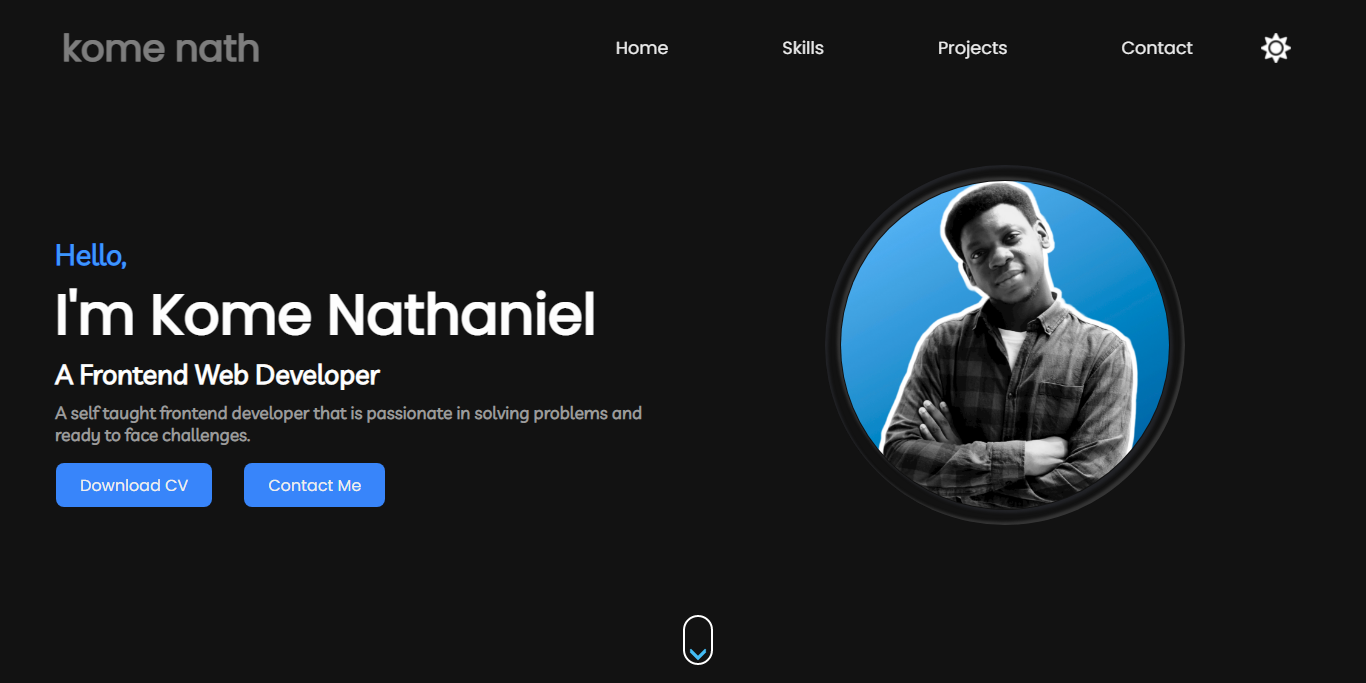 kome nath
Home
Skills
Projects
Contact
Hello,
I'm Kome Nathaniel
A Frontend Web Developer
A self taught frontend developer that is passionate in solving problems and
ready to face challenges.
Download CV
Contact Me